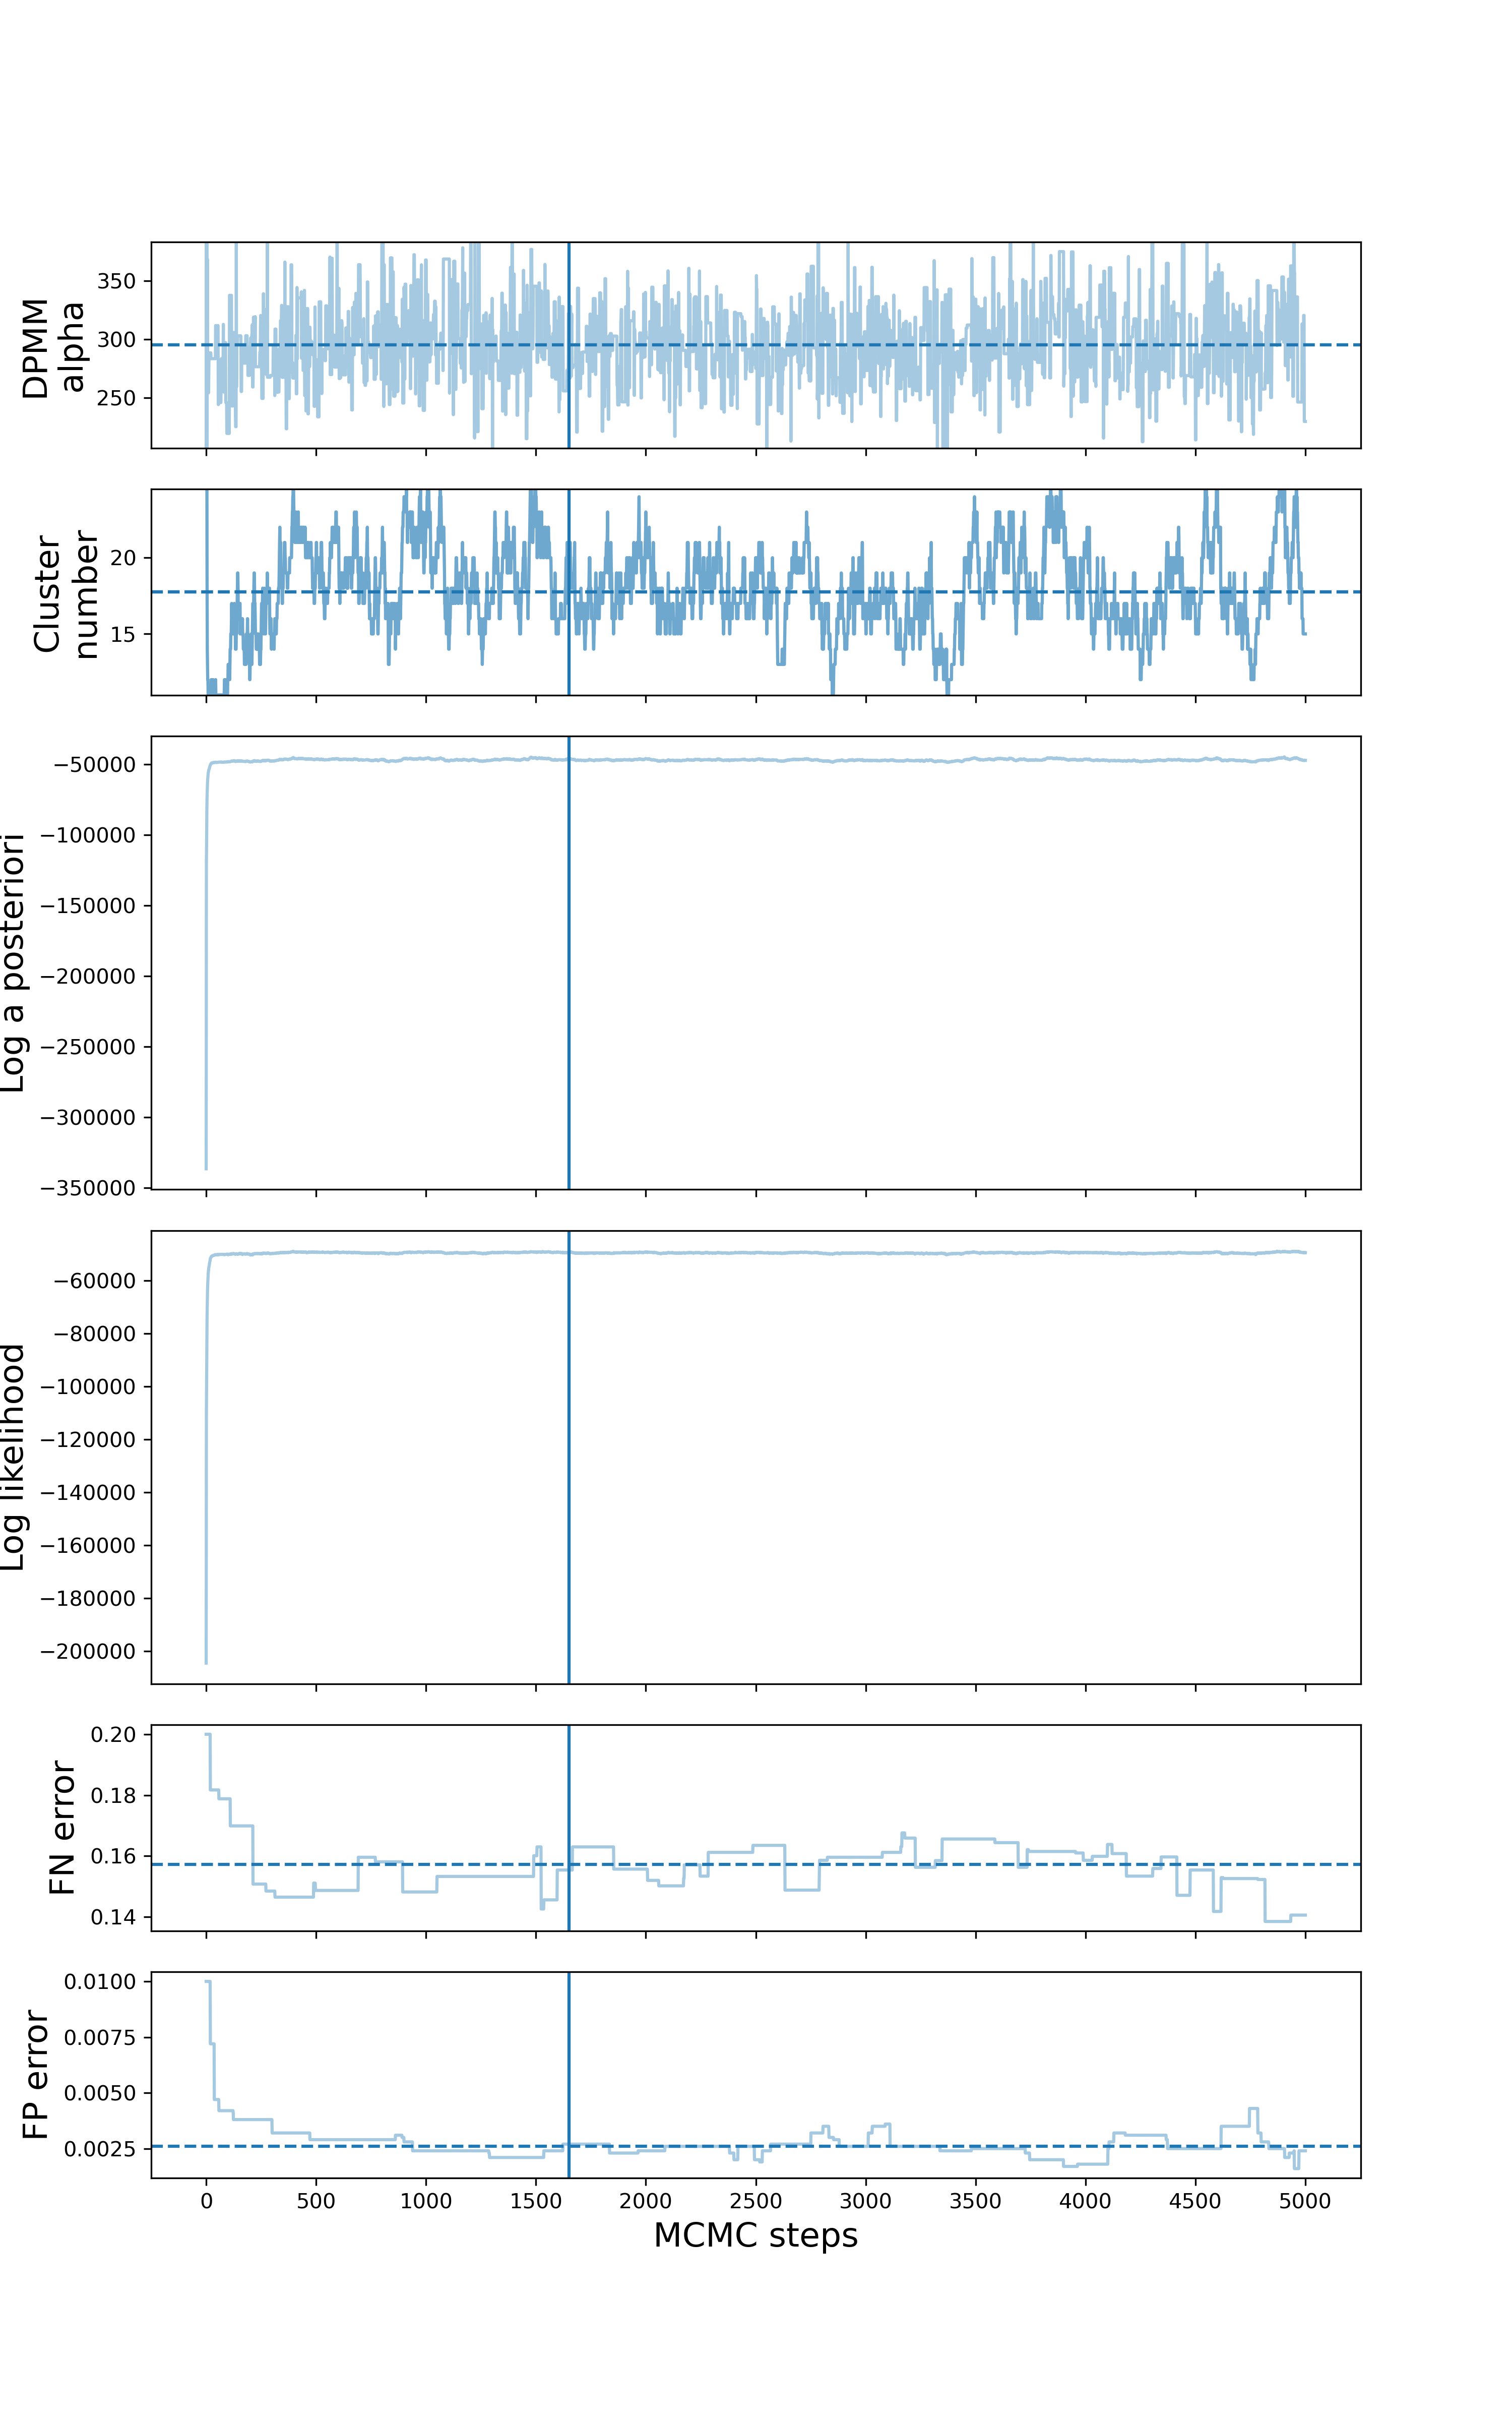 DPMM
alpha
350
300
250
Cluster
number
20
15
Log a posteriori
−50000
−100000
−150000
−200000
−250000
−300000
−350000
Log likelihood
−60000
−80000
−100000
−120000
−140000
−160000
−180000
−200000
FN error
0.20
0.18
0.16
0.14
FP error
0.0100
0.0075
0.0050
0.0025
0 500 1000 1500 2000 2500 3000 3500 4000 4500 5000
MCMC steps